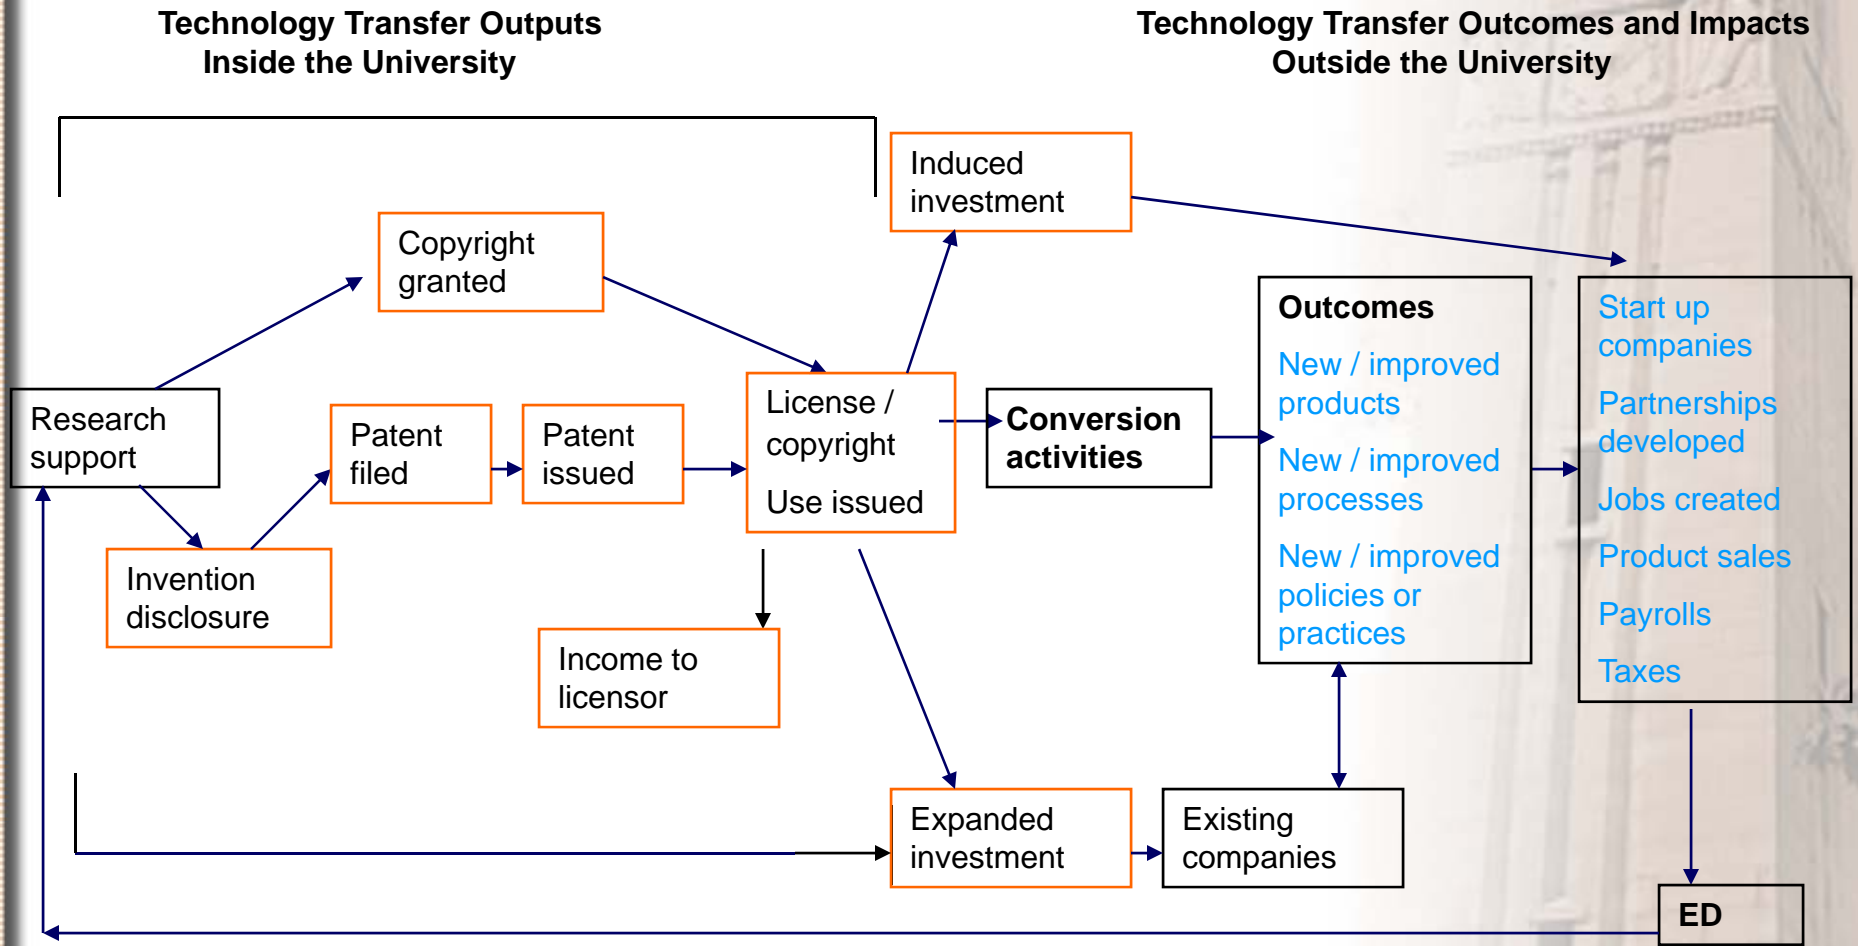 Technology Transfer Outputs
Inside the University
Technology Transfer Outcomes and Impacts
Outside the University
Induced
investment
Copyright
granted
Research
support
Patent
filed
Patent
issued
License /
copyright
Use issued
Conversion
activities
Invention
disclosure
Income to
licensor
Outcomes
New / improved
products
New / improved
processes
New / improved
policies or
practices
Start up
companies
Partnerships
developed
Jobs created
Product sales
Payrolls
Taxes
Expanded
investment
Existing
companies
ED